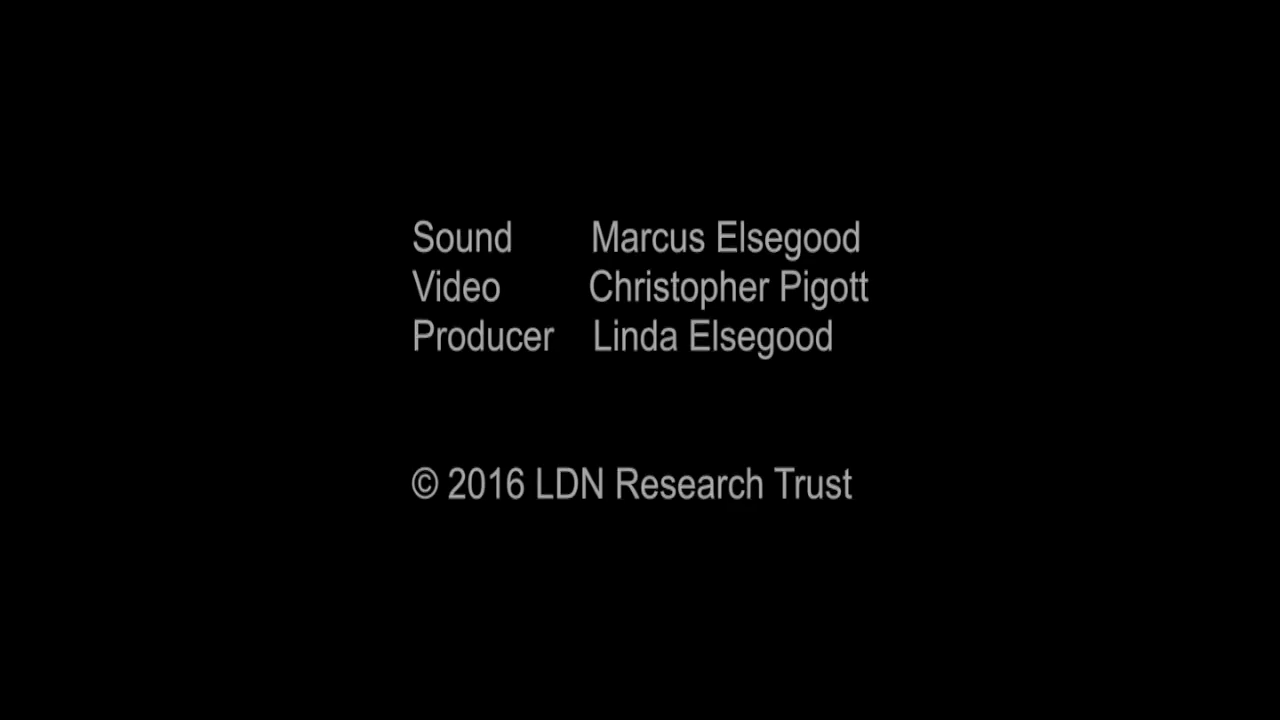 Sound Marcus Elsegood
Video Christopher Pigott
Producer Linda Elsegood
© 2016 LDN Research Trust